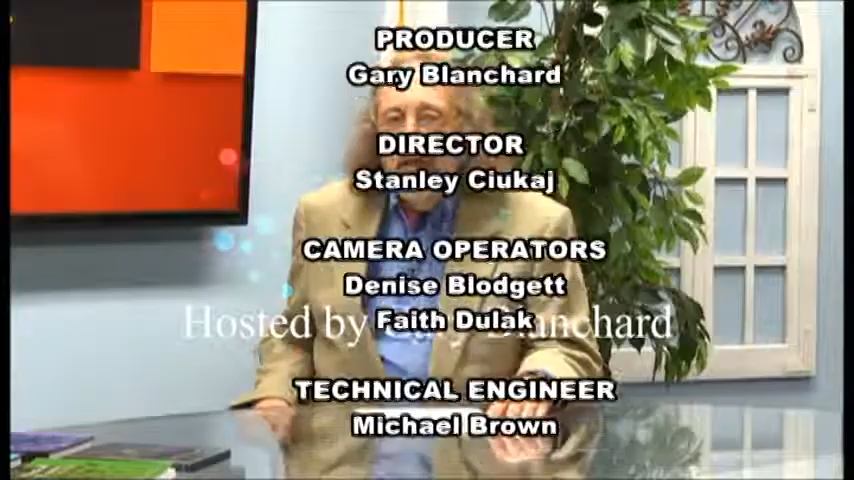 PRODUCER
Gary Blanchard
DIRECTOR
Stanley Ciukaj
CAMERA OPERATORS
Denise Blodgett
Faith Dulak
Hosted by Blanchard
TECHNICAL ENGINEER
Michael Brown